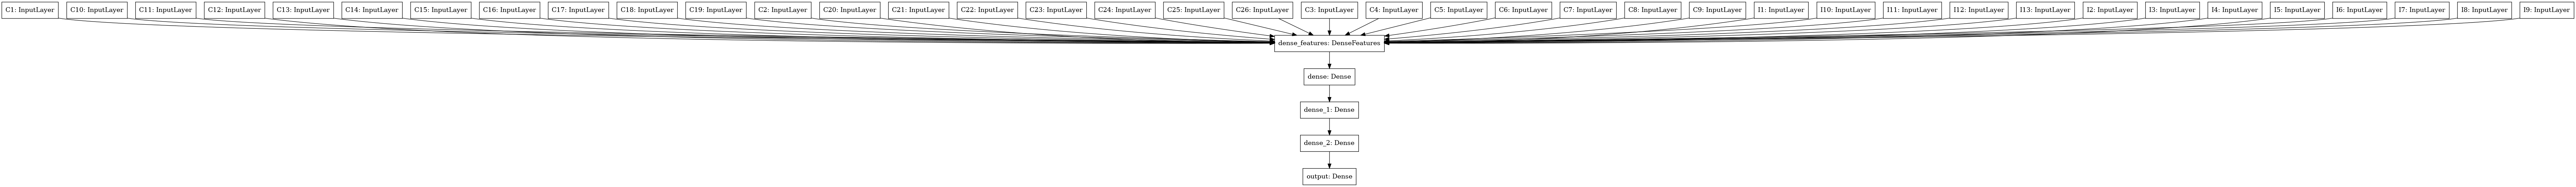 C1: InputLayer
C10: InputLayer
C11: InputLayer
C12: InputLayer
C13: InputLayer
C14: InputLayer
C15: InputLayer
C16: InputLayer
C17: InputLayer
C18: InputLayer
C19: InputLayer
C2: InputLayer
C20: InputLayer
C21: InputLayer
C22: InputLayer
C23: InputLayer
C24: InputLayer
C25: InputLayer
C26: InputLayer
C3: InputLayer
C4: InputLayer
C5: InputLayer
C6: InputLayer
C7: InputLayer
C8: InputLayer
C9: InputLayer
I1: InputLayer
I10: InputLayer
I11: InputLayer
I12: InputLayer
I13: InputLayer
I2: InputLayer
I3: InputLayer
I4: InputLayer
I5: InputLayer
I6: InputLayer
I7: InputLayer
I8: InputLayer
I9: InputLayer
dense_features: DenseFeatures
dense: Dense
dense_1: Dense
dense_2: Dense
output: Dense